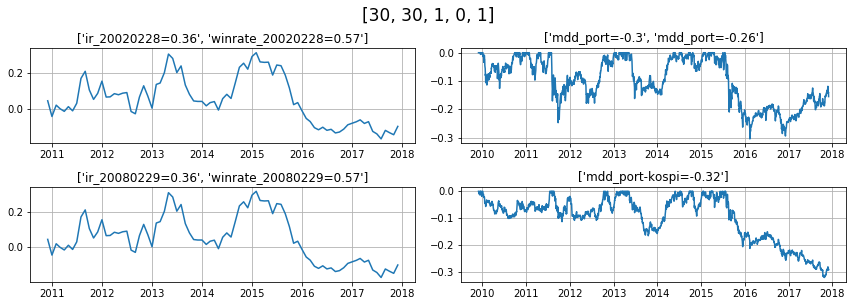 [30, 30, 1, 0, 1]
['ir_20020228=0.36', 'winrate_20020228=0.57']
0.2
0.0
2011 2012 2013 2014 2015 2016 2017 2018
['mdd_port=-0.3', 'mdd_port=-0.26']
0.0
−0.1
−0.2
−0.3
2010 2011 2012 2013 2014 2015 2016 2017 2018
['ir_20080229=0.36', 'winrate_20080229=0.57']
0.2
0.0
2011 2012 2013 2014 2015 2016 2017 2018
['mdd_port-kospi=-0.32']
0.0
−0.1
−0.2
−0.3
2010 2011 2012 2013 2014 2015 2016 2017 2018